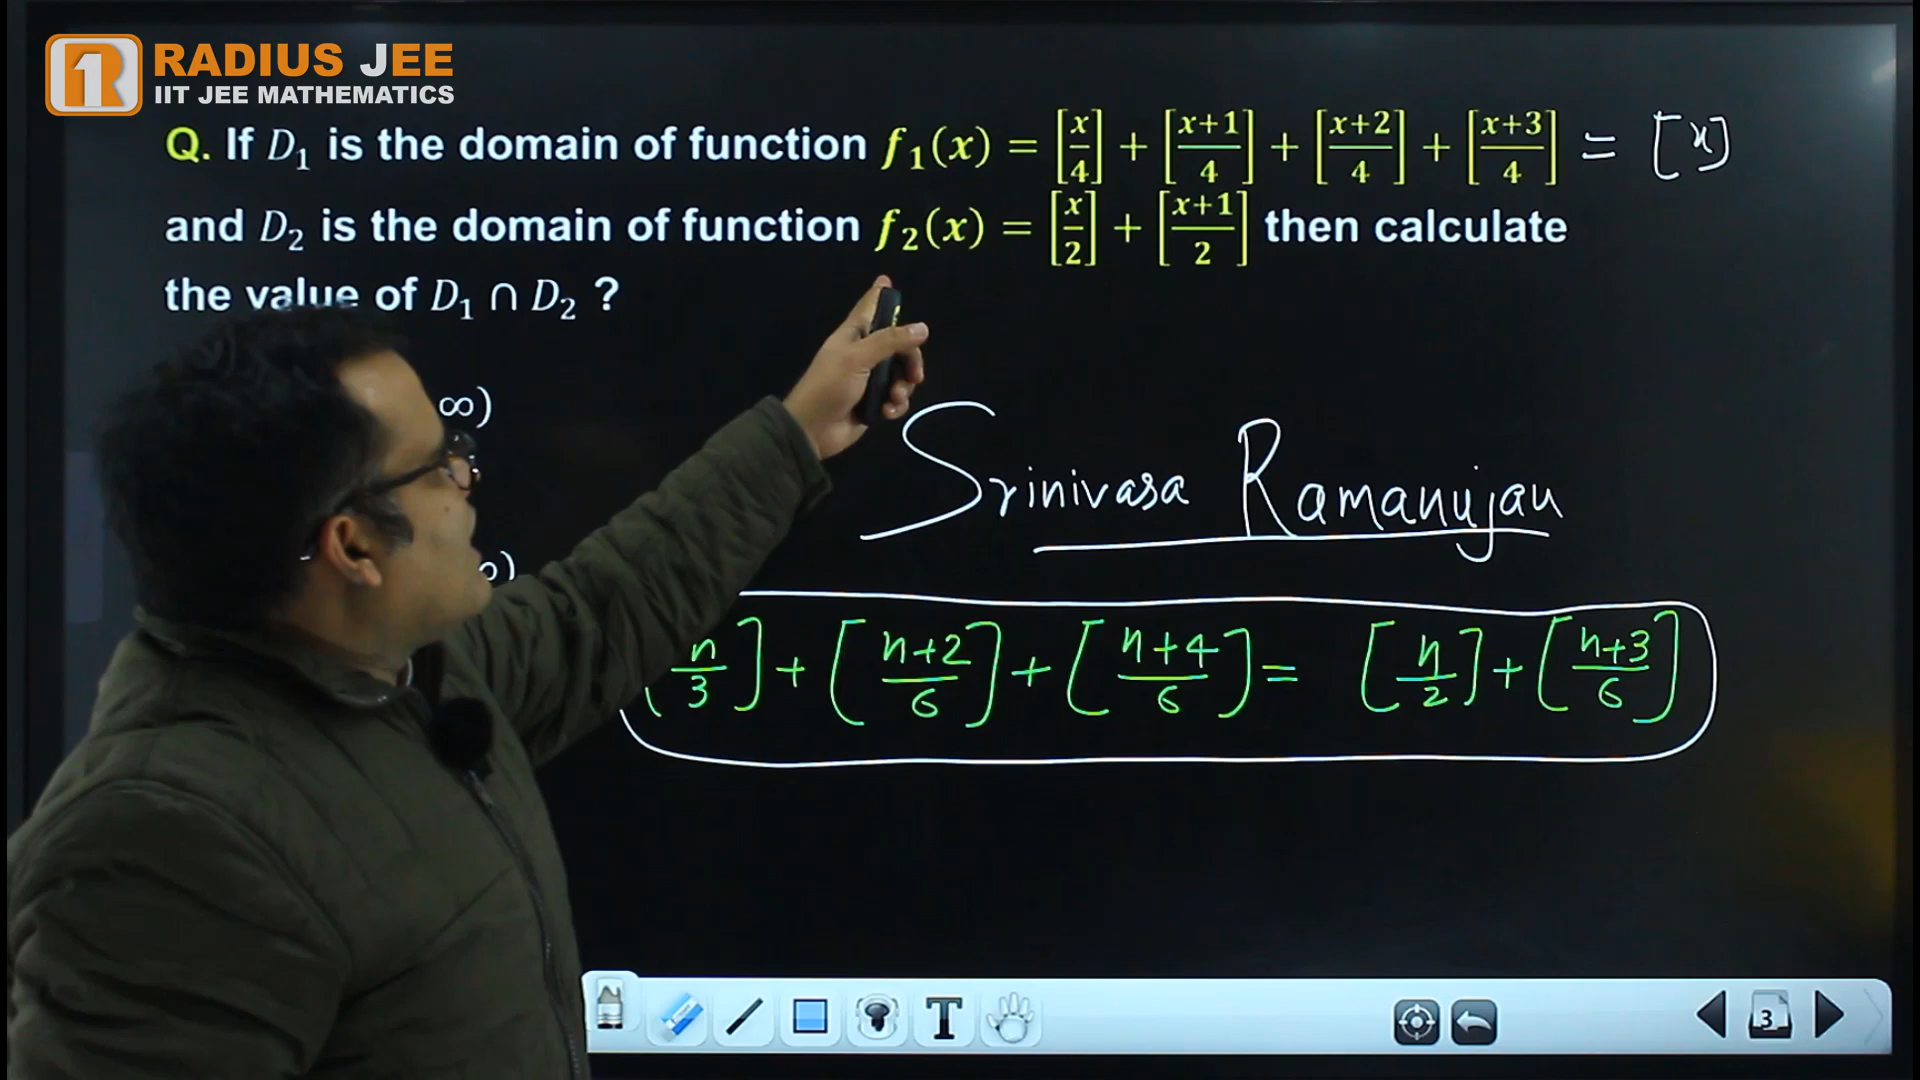 RADIUS JEE
IIT JEE MATHEMATICS
Q. If D₁ is the domain of function f₁(x) = [x/4] + [(x+1)/4] + [(x+2)/4] + [(x+3)/4] = [x]
and D₂ is the domain of function f₂(x) = [x/2] + [(x+1)/2] then calculate
the value of D₁ ∩ D₂ ?
∞)
Srinivasa Ramanujan
n/3] + [(n+2)/6] + [(n+4)/6] = [n/2] + [(n+3)/6]
T
3